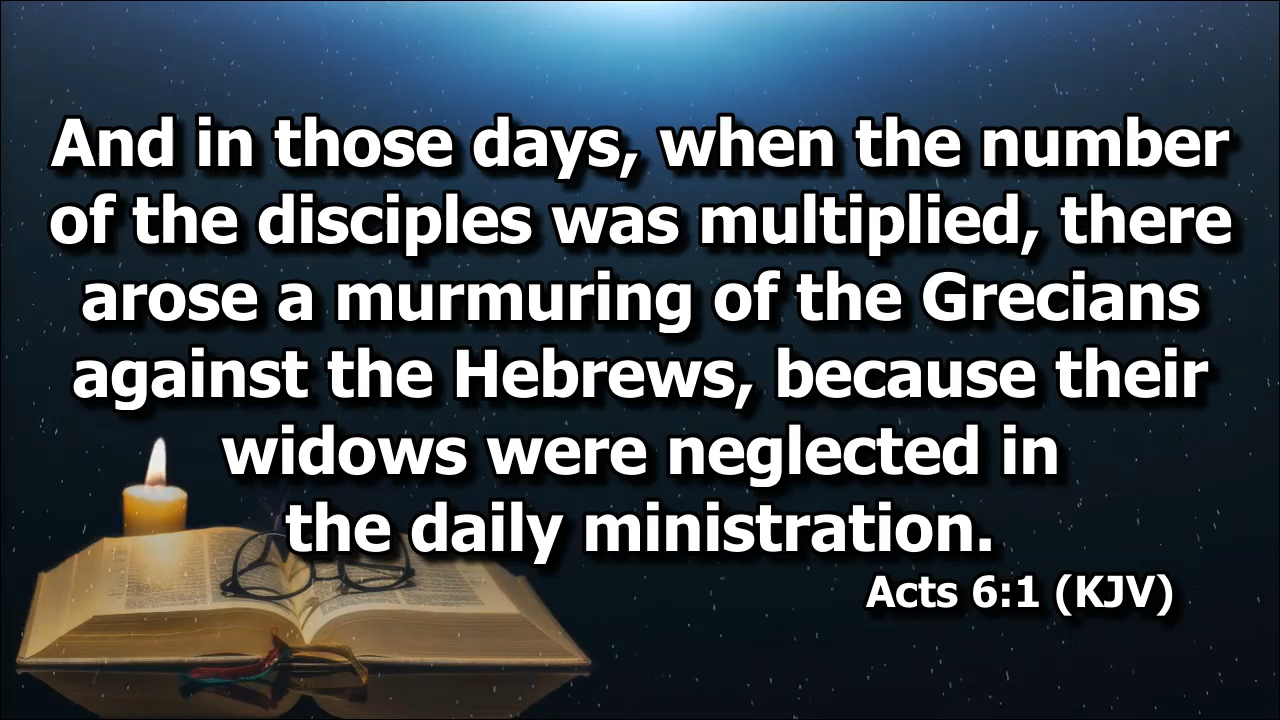 And in those days, when the number
of the disciples was multiplied, there
arose a murmuring of the Grecians
against the Hebrews, because their
widows were neglected in
the daily ministration.
Acts 6:1 (KJV)